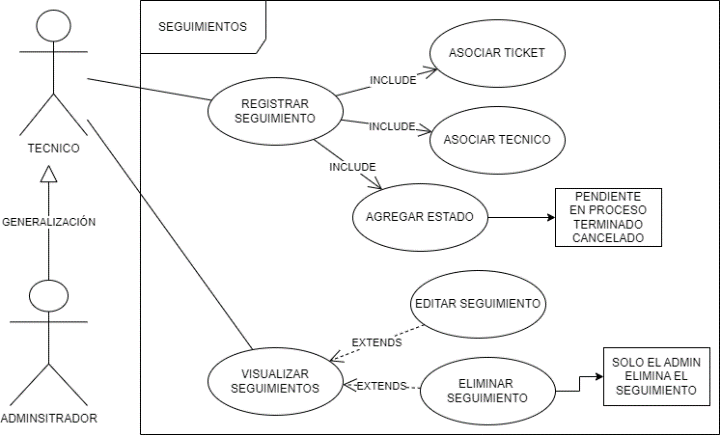 SEGUIMIENTOS
ASOCIAR TICKET
INCLUDE
REGISTRAR
SEGUIMIENTO
INCLUDE
ASOCIAR TECNICO
TECNICO
INCLUDE
AGREGAR ESTADO
PENDIENTE
EN PROCESO
TERMINADO
CANCELADO
GENERALIZACIÓN
EDITAR SEGUIMIENTO
EXTENDS
VISUALIZAR
SEGUIMIENTOS
EXTENDS
ELIMINAR
SEGUIMIENTO
SOLO EL ADMIN
ELIMINA EL
SEGUIMIENTO
ADMINSITRADOR